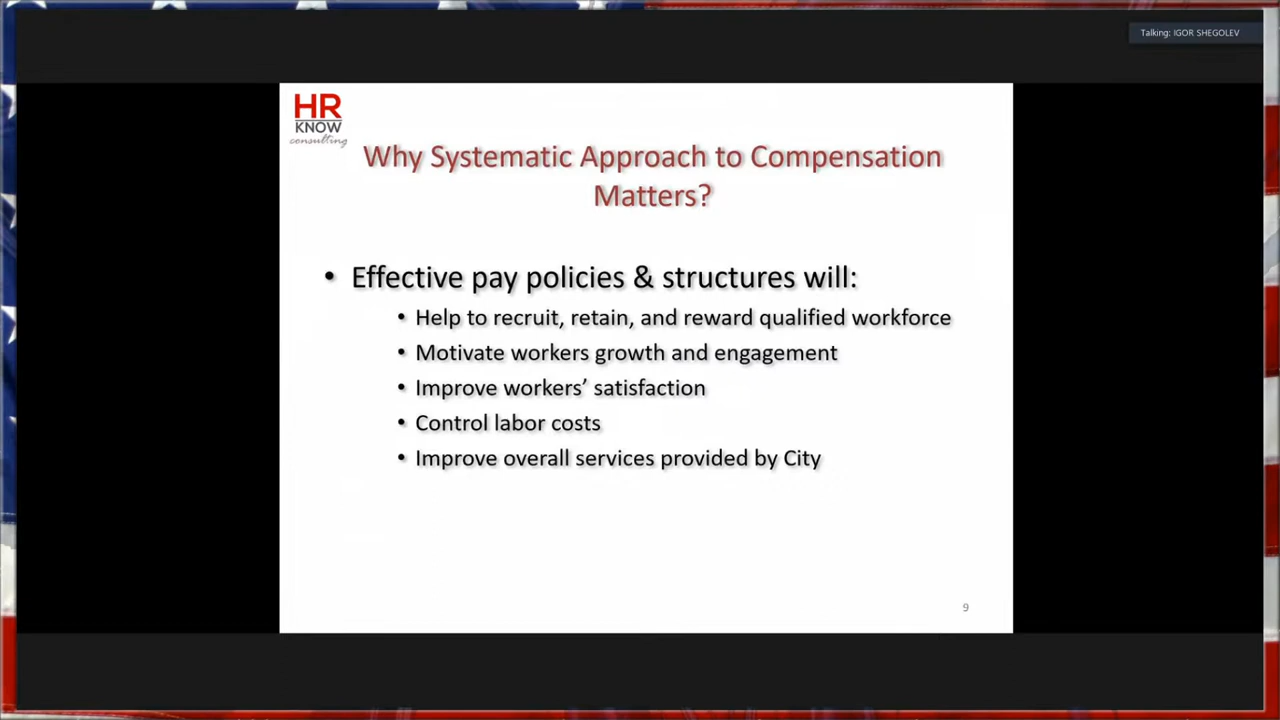 Talking: IGOR SHEGOLEV
HR
KNOW
consulting
Why Systematic Approach to Compensation
Matters?
• Effective pay policies & structures will:
• Help to recruit, retain, and reward qualified workforce
• Motivate workers growth and engagement
• Improve workers’ satisfaction
• Control labor costs
• Improve overall services provided by City
9